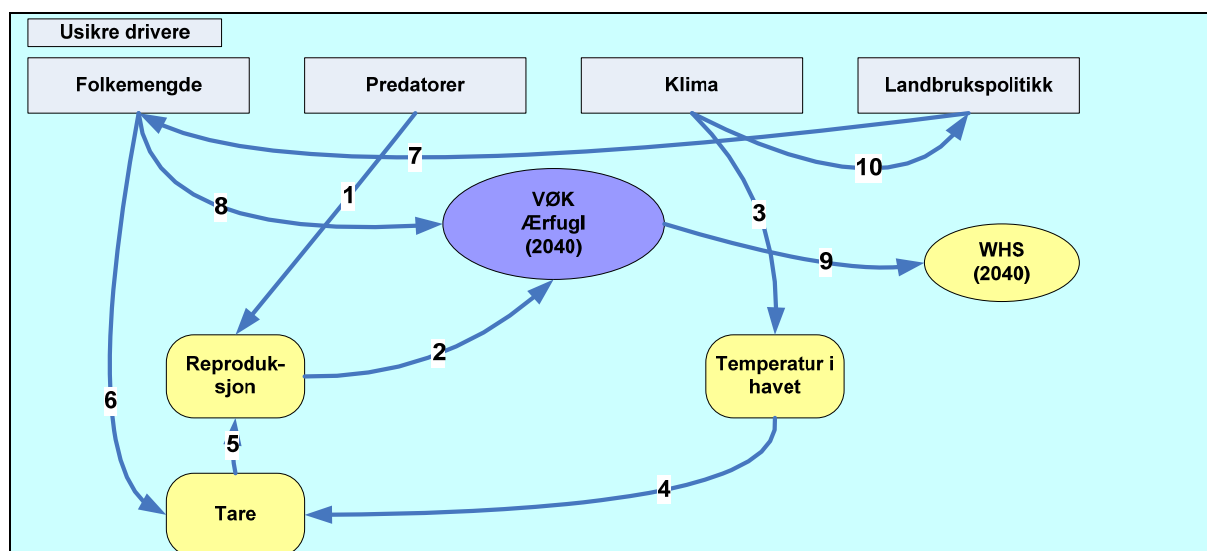 Usikre drivere
Folkemengde
Predatorer
Klima
Landbrukspolitikk
7
10
8
1
3
VØK
Ærfugl
(2040)
9
WHS
(2040)
2
Reproduk-
sjon
Temperatur i
havet
6
5
4
Tare